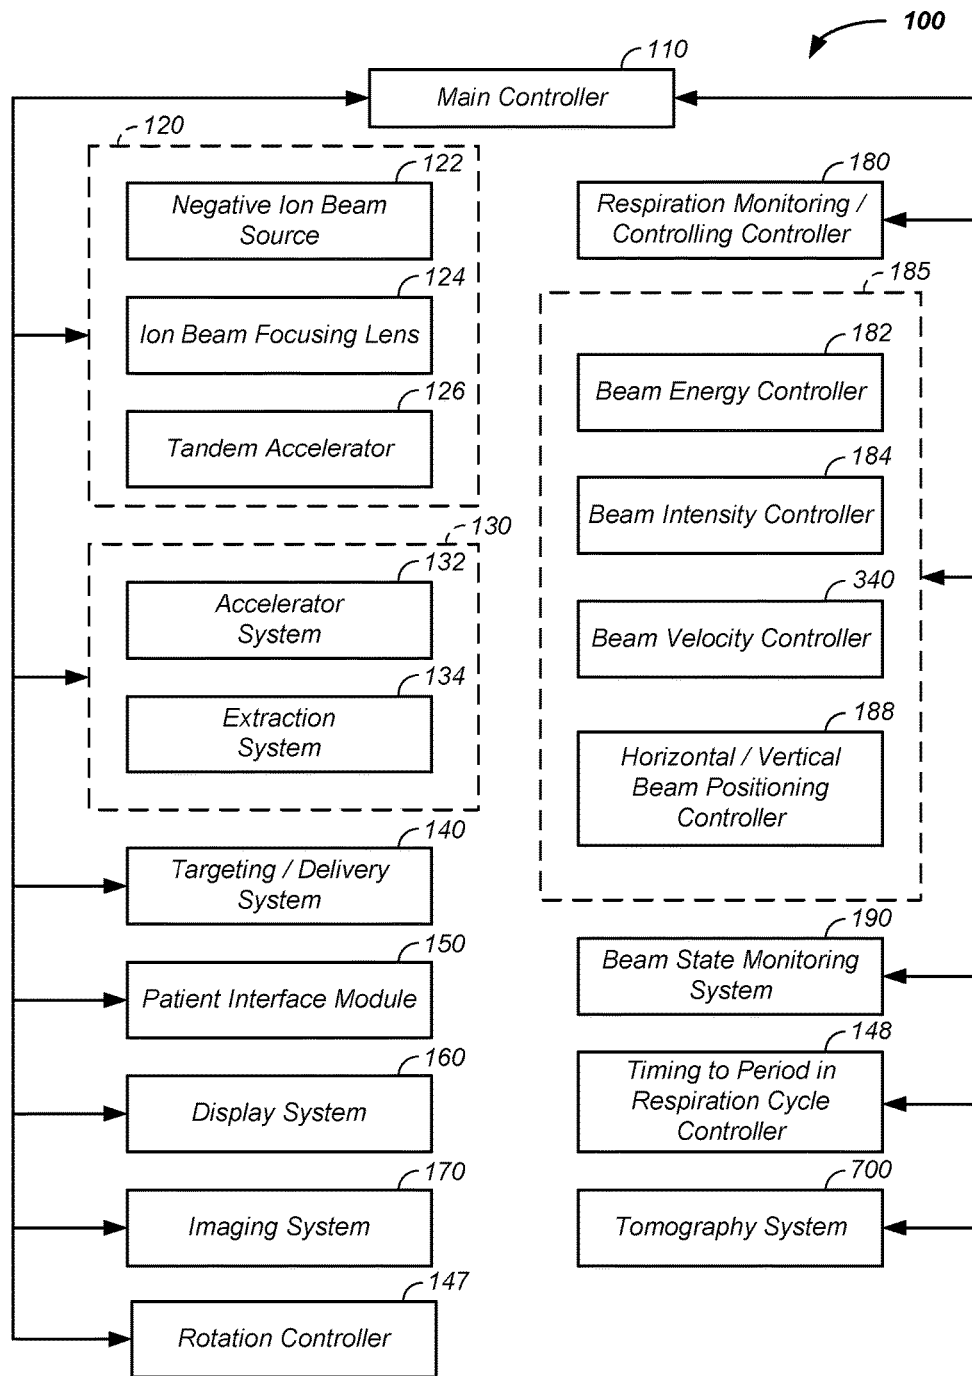 100
110
Main Controller
120
122
Negative Ion Beam
Source
124
Ion Beam Focusing Lens
126
Tandem Accelerator
130
132
Accelerator
System
134
Extraction
System
140
Targeting / Delivery
System
150
Patient Interface Module
160
Display System
170
Imaging System
147
Rotation Controller
180
Respiration Monitoring /
Controlling Controller
185
182
Beam Energy Controller
184
Beam Intensity Controller
340
Beam Velocity Controller
188
Horizontal / Vertical
Beam Positioning
Controller
190
Beam State Monitoring
System
148
Timing to Period in
Respiration Cycle
Controller
700
Tomography System